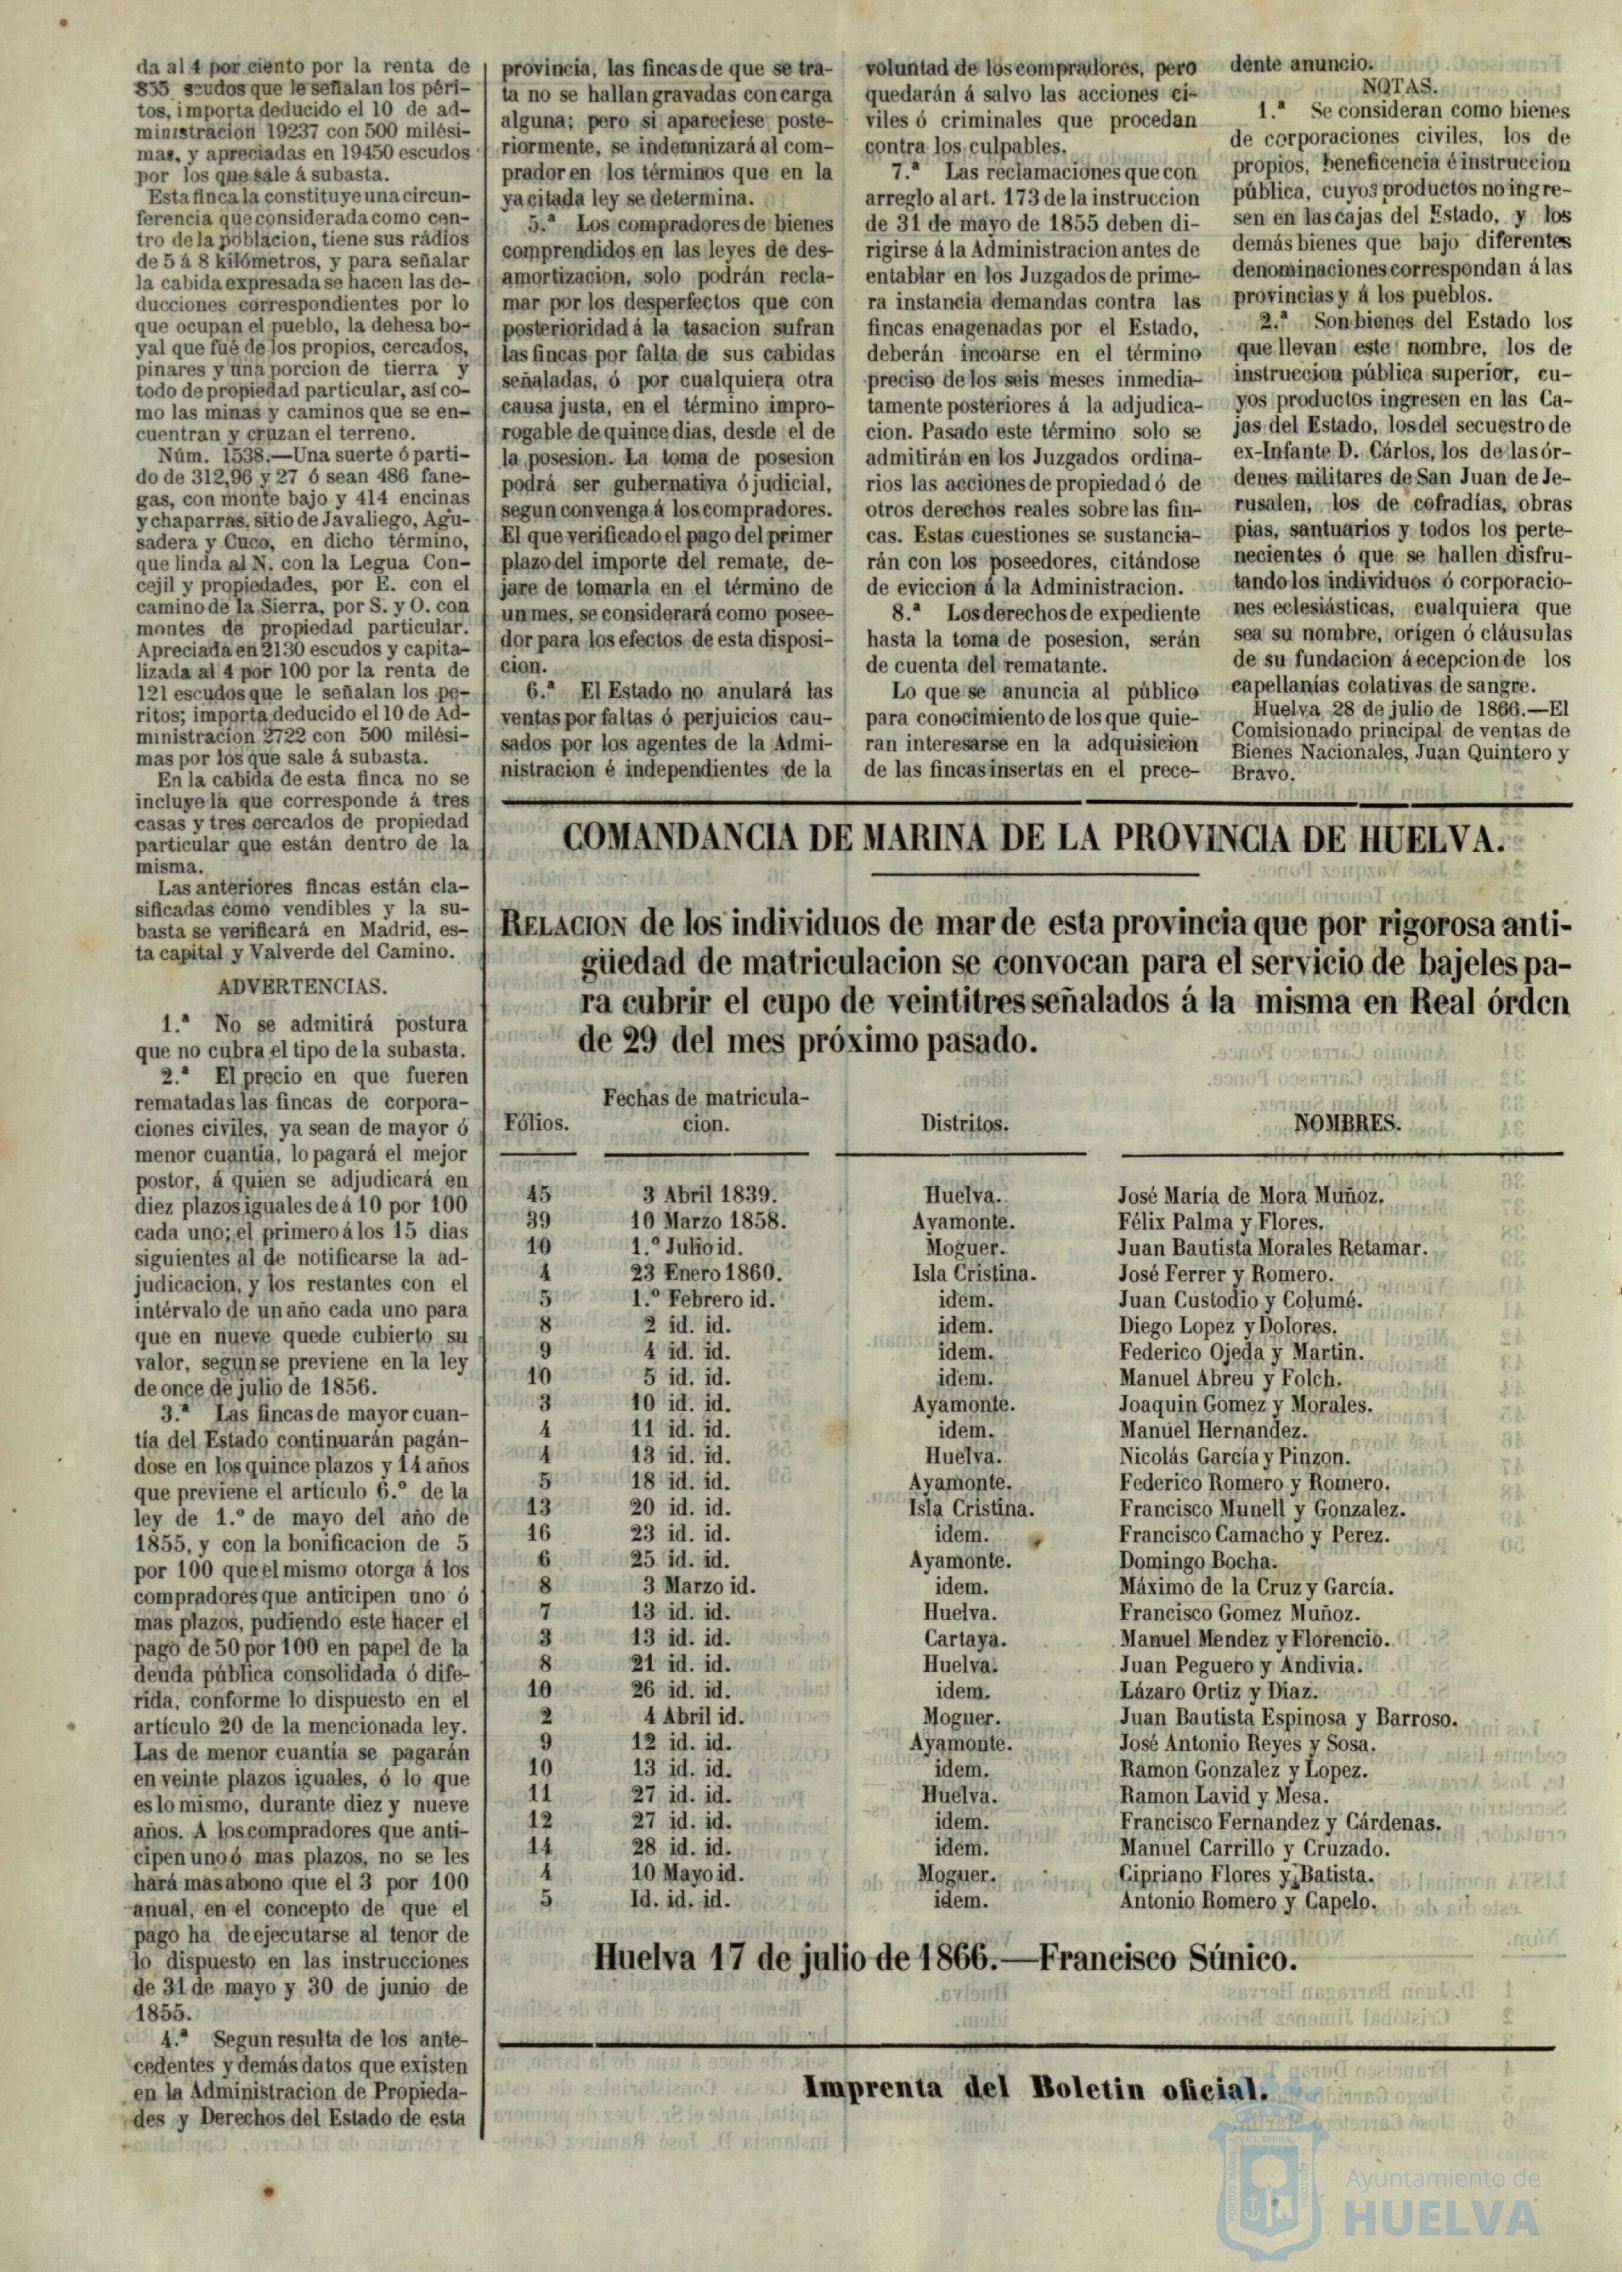 da al 4 por ciento por la renta de
855 scudos que le señalan los péri-
tos, importa deducido el 10 de ad-
ministracion 19237 con 500 milési-
mas, y apreciadas en 19450 escudos
por los que sale á subasta.
Esta finca la constituye una circun-
ferencia que considerada como cen-
tro de la poblacion, tiene sus rádios
de 5 á 8 kilómetros, y para señalar
la cabida expresada se hacen las de-
ducciones correspondientes por lo
que ocupan el pueblo, la dehesa bo-
yal que fué de los propios, cercados,
pinares y una porcion de tierra y
todo de propiedad particular, así co-
mo las minas y caminos que se en-
cuentran y cruzan el terreno.
Núm. 1538.—Una suerte ó parti-
do de 312,96 y 27 ó sean 486 fane-
gas, con monte bajo y 414 encinas
y chaparras, sitio de Javaliego, Agu-
sadera y Cuco, en dicho término,
que linda al N. con la Legua Con-
cejil y propiedades, por E. con el
camino de la Sierra, por S. y O. con
montes de propiedad particular.
Apreciada en 2130 escudos y capita-
lizada al 4 por 100 por la renta de
121 escudos que le señalan los pe-
ritos; importa deducido el 10 de Ad-
ministracion 2722 con 500 milési-
mas por los que sale á subasta.
En la cabida de esta finca no se
incluye la que corresponde á tres
casas y tres cercados de propiedad
particular que están dentro de la
misma.
Las anteriores fincas están cla-
sificadas como vendibles y la su-
basta se verificará en Madrid, es-
ta capital y Valverde del Camino.
ADVERTENCIAS.
1.ª No se admitirá postura
que no cubra el tipo de la subasta.
2.ª El precio en que fueren
rematadas las fincas de corpora-
ciones civiles, ya sean de mayor ó
menor cuantía, lo pagará el mejor
postor, á quien se adjudicará en
diez plazos iguales de á 10 por 100
cada uno; el primero á los 15 dias
siguientes al de notificarse la ad-
judicacion, y los restantes con el
intérvalo de un año cada uno para
que en nueve quede cubierto su
valor, segun se previene en la ley
de once de julio de 1856.
3.ª Las fincas de mayor cuan-
tía del Estado continuarán pagán-
dose en los quince plazos y 14 años
que previene el artículo 6.º de la
ley de 1.º de mayo del año de
1855, y con la bonificacion de 5
por 100 que el mismo otorga á los
compradores que anticipen uno ó
mas plazos, pudiendo este hacer el
pago de 50 por 100 en papel de la
deuda pública consolidada ó dife-
rida, conforme lo dispuesto en el
artículo 20 de la mencionada ley.
Las de menor cuantía se pagarán
en veinte plazos iguales, ó lo que
es lo mismo, durante diez y nueve
años. A los compradores que anti-
cipen uno ó mas plazos, no se les
hará mas abono que el 3 por 100
anual, en el concepto de que el
pago ha de ejecutarse al tenor de
lo dispuesto en las instrucciones
de 31 de mayo y 30 de junio de
1855.
4.ª Segun resulta de los ante-
cedentes y demás datos que existen
en la Administracion de Propieda-
des y Derechos del Estado de esta
provincia, las fincas de que se tra-
ta no se hallan gravadas con carga
alguna; pero si apareciese poste-
riormente, se indemnizará al com-
prador en los términos que en la
ya citada ley se determina.
5.ª Los compradores de bienes
comprendidos en las leyes de des-
amortizacion, solo podrán recla-
mar por los desperfectos que con
posterioridad á la tasacion sufran
las fincas por falta de sus cabidas
señaladas, ó por cualquiera otra
causa justa, en el término impro-
rogable de quince dias, desde el de
la posesion. La toma de posesion
podrá ser gubernativa ó judicial,
segun convenga á los compradores.
El que verificado el pago del primer
plazo del importe del remate, de-
jare de tomarla en el término de
un mes, se considerará como posee-
dor para los efectos de esta disposi-
cion.
6.ª El Estado no anulará las
ventas por faltas ó perjuicios cau-
sados por los agentes de la Admi-
nistracion é independientes de la
voluntad de los compradores, pero
quedarán á salvo las acciones ci-
viles ó criminales que procedan
contra los culpables.
7.ª Las reclamaciones que con
arreglo al art. 173 de la instruccion
de 31 de mayo de 1855 deben di-
rigirse á la Administracion antes de
entablar en los Juzgados de prime-
ra instancia demandas contra las
fincas enagenadas por el Estado,
deberán incoarse en el término
preciso de los seis meses inmedia-
tamente posteriores á la adjudica-
cion. Pasado este término solo se
admitirán en los Juzgados ordina-
rios las acciones de propiedad ó de
otros derechos reales sobre las fin-
cas. Estas cuestiones se sustancia-
rán con los poseedores, citándose
de eviccion á la Administracion.
8.ª Los derechos de expediente
hasta la toma de posesion, serán
de cuenta del rematante.
Lo que se anuncia al público
para conocimiento de los que quie-
ran interesarse en la adquisicion
de las fincas insertas en el prece-
dente anuncio.
NOTAS.
1.ª Se consideran como bienes
de corporaciones civiles, los de
propios, beneficencia é instruccion
pública, cuyos productos no ingre-
sen en las cajas del Estado, y los
demás bienes que bajo diferentes
denominaciones correspondan á las
provincias y á los pueblos.
2.ª Son bienes del Estado los
que llevan este nombre, los de
instruccion pública superior, cu-
yos productos ingresen en las Ca-
jas del Estado, los del secuestro de
ex-Infante D. Cárlos, los de las ór-
denes militares de San Juan de Je-
rusalen, los de cofradías, obras
pias, santuarios y todos los perte-
necientes ó que se hallen disfru-
tando los individuos ó corporacio-
nes eclesiásticas, cualquiera que
sea su nombre, orígen ó cláusulas
de su fundacion á ecepcion de los
capellanías colativas de sangre.
Huelva 28 de julio de 1866.—El
Comisionado principal de ventas de
Bienes Nacionales, Juan Quintero y
Bravo.
COMANDANCIA DE MARINA DE LA PROVINCIA DE HUELVA.
RELACION de los individuos de mar de esta provincia que por rigorosa anti-
güedad de matriculacion se convocan para el servicio de bajeles pa-
ra cubrir el cupo de veintitres señalados á la misma en Real órden
de 29 del mes próximo pasado.
Fólios. Fechas de matricula-cion. Distritos. NOMBRES.
45 3 Abril 1839. Huelva. José María de Mora Muñoz.
39 10 Marzo 1858. Ayamonte. Félix Palma y Flores.
10 1.º Julio id. Moguer. Juan Bautista Morales Retamar.
4 23 Enero 1860. Isla Cristina. José Ferrer y Romero.
5 1.º Febrero id. idem. Juan Custodio y Columé.
8 2 id. id. idem. Diego Lopez y Dolores.
9 4 id. id. idem. Federico Ojeda y Martin.
10 5 id. id. idem. Manuel Abreu y Folch.
3 10 id. id. Ayamonte. Joaquin Gomez y Morales.
4 11 id. id. idem. Manuel Hernandez.
4 13 id. id. Huelva. Nicolás García y Pinzon.
5 18 id. id. Ayamonte. Federico Romero y Romero.
13 20 id. id. Isla Cristina. Francisco Munell y Gonzalez.
16 23 id. id. idem. Francisco Camacho y Perez.
6 25 id. id. Ayamonte. Domingo Bocha.
8 3 Marzo id. idem. Máximo de la Cruz y García.
7 13 id. id. Huelva. Francisco Gomez Muñoz.
3 13 id. id. Cartaya. Manuel Mendez y Florencio.
8 21 id. id. Huelva. Juan Peguero y Andivia.
10 26 id. id. idem. Lázaro Ortiz y Diaz.
2 4 Abril id. Moguer. Juan Bautista Espinosa y Barroso.
9 12 id. id. Ayamonte. José Antonio Reyes y Sosa.
10 13 id. id. idem. Ramon Gonzalez y Lopez.
11 27 id. id. Huelva. Ramon Lavid y Mesa.
12 27 id. id. idem. Francisco Fernandez y Cárdenas.
14 28 id. id. idem. Manuel Carrillo y Cruzado.
4 10 Mayo id. Moguer. Cipriano Flores y Batista.
5 Id. id. id. idem. Antonio Romero y Capelo.
Huelva 17 de julio de 1866.—Francisco Súnico.
Imprenta del Boletin oficial.
Ayuntamiento de
HUELVA